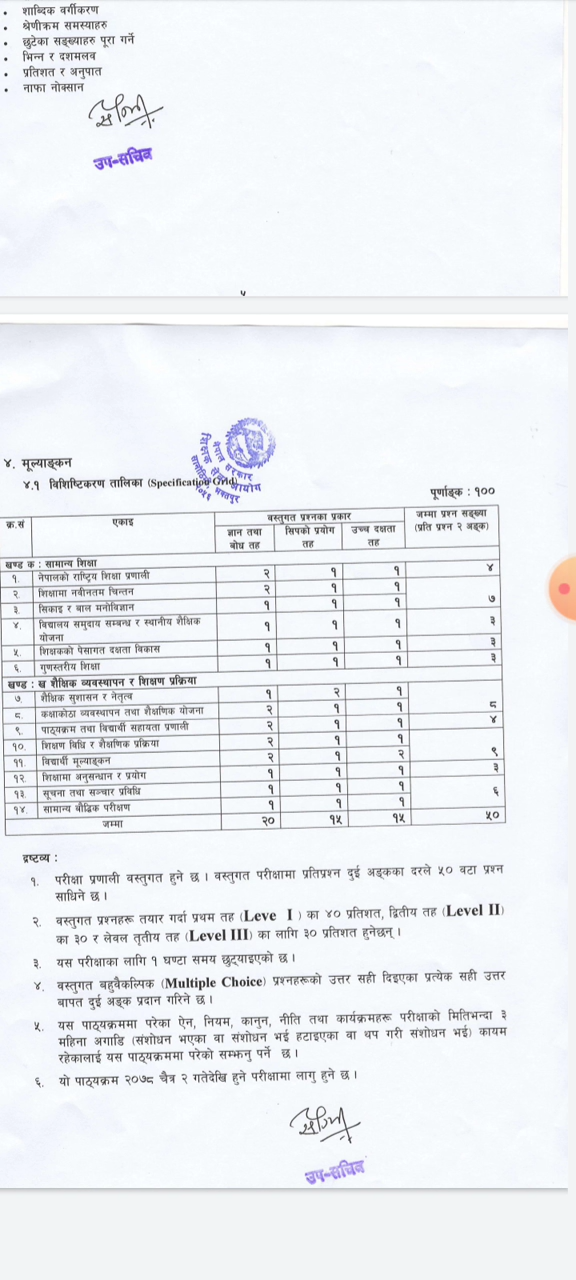 • शाब्दिक वर्गीकरण
• श्रेणीक्रम समस्याहरु
• छुटेका सङ्ख्याहरु पूरा गर्ने
• भिन्न र दशमलव
• प्रतिशत र अनुपात
• नाफा नोक्सान
उप-सचिव
५
४. मूल्याङ्कन
४.१ विशिष्टिकरण तालिका (Specification Grid)
पूर्णाङ्क : १००
क्र.सं एकाइ वस्तुगत प्रश्नका प्रकार जम्मा प्रश्न सङ्ख्या (प्रति प्रश्न २ अङ्क)
ज्ञान तथा बोध तह सिपको प्रयोग तह उच्च दक्षता तह
खण्ड क : सामान्य शिक्षा
१. नेपालको राष्ट्रिय शिक्षा प्रणाली २ १ १ ४
२. शिक्षामा नवीनतम चिन्तन २ १ १
३. सिकाइ र बाल मनोविज्ञान १ १ १ ७
४. विद्यालय समुदाय सम्बन्ध र स्थानीय शैक्षिक योजना १ १ १ ३
५. शिक्षकको पेसागत दक्षता विकास १ १ १ ३
६. गुणस्तरीय शिक्षा १ १ १ ३
खण्ड : ख शैक्षिक व्यवस्थापन र शिक्षण प्रक्रिया
७. शैक्षिक सुशासन र नेतृत्व १ २ १
८. कक्षाकोठा व्यवस्थापन तथा शैक्षणिक योजना २ १ १ ८
९. पाठ्यक्रम तथा विद्यार्थी सहायता प्रणाली २ १ १ ४
१०. शिक्षण विधि र शैक्षणिक प्रक्रिया २ १ १
११. विद्यार्थी मूल्याङ्कन २ १ २ ९
१२. शिक्षामा अनुसन्धान र प्रयोग १ १ १ ३
१३. सूचना तथा सञ्चार प्रविधि १ १ १ ६
१४. सामान्य बौद्धिक परीक्षण १ १ १
जम्मा २० १५ १५ ५०
द्रष्टव्य :
१. परीक्षा प्रणाली वस्तुगत हुने छ । वस्तुगत परीक्षामा प्रतिप्रश्न दुई अङ्कका दरले ५० वटा प्रश्न
साधिने छ ।
२. वस्तुगत प्रश्नहरू तयार गर्दा प्रथम तह (Leve I ) का ४० प्रतिशत, द्वितीय तह (Level II)
का ३० र लेवल तृतीय तह (Level III) का लागि ३० प्रतिशत हुनेछन् ।
३. यस परीक्षाका लागि १ घण्टा समय छुट्याइएको छ ।
४. वस्तुगत बहुवैकल्पिक (Multiple Choice) प्रश्नहरूको उत्तर सही दिइएका प्रत्येक सही उत्तर
बापत दुई अङ्क प्रदान गरिने छ ।
५. यस पाठ्यक्रममा परेका ऐन, नियम, कानुन, नीति तथा कार्यक्रमहरू परीक्षाको मितिभन्दा ३
महिना अगाडि (संशोधन भएका वा संशोधन भई हटाइएका वा थप गरी संशोधन भई) कायम
रहेकालाई यस पाठ्यक्रममा परेको सम्झनु पर्ने छ ।
६. यो पाठ्यक्रम २०७८ चैत्र २ गतेदेखि हुने परीक्षामा लागु हुने छ ।
उप-सचिव